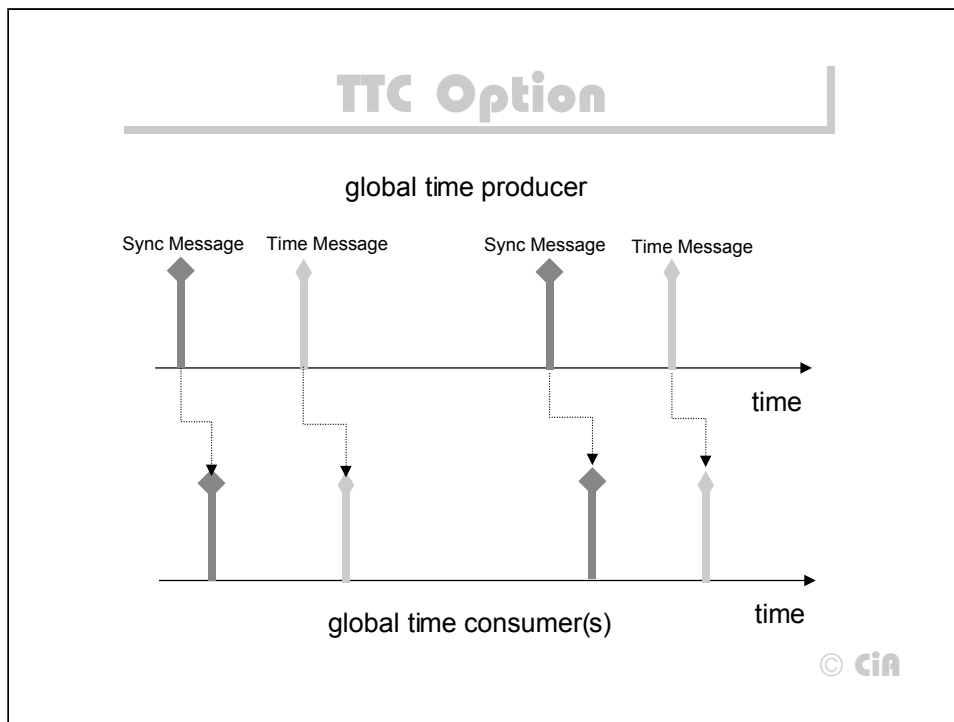 TTC Option
global time producer
Sync Message Time Message Sync Message Time Message
time
time
global time consumer(s)
© CiA